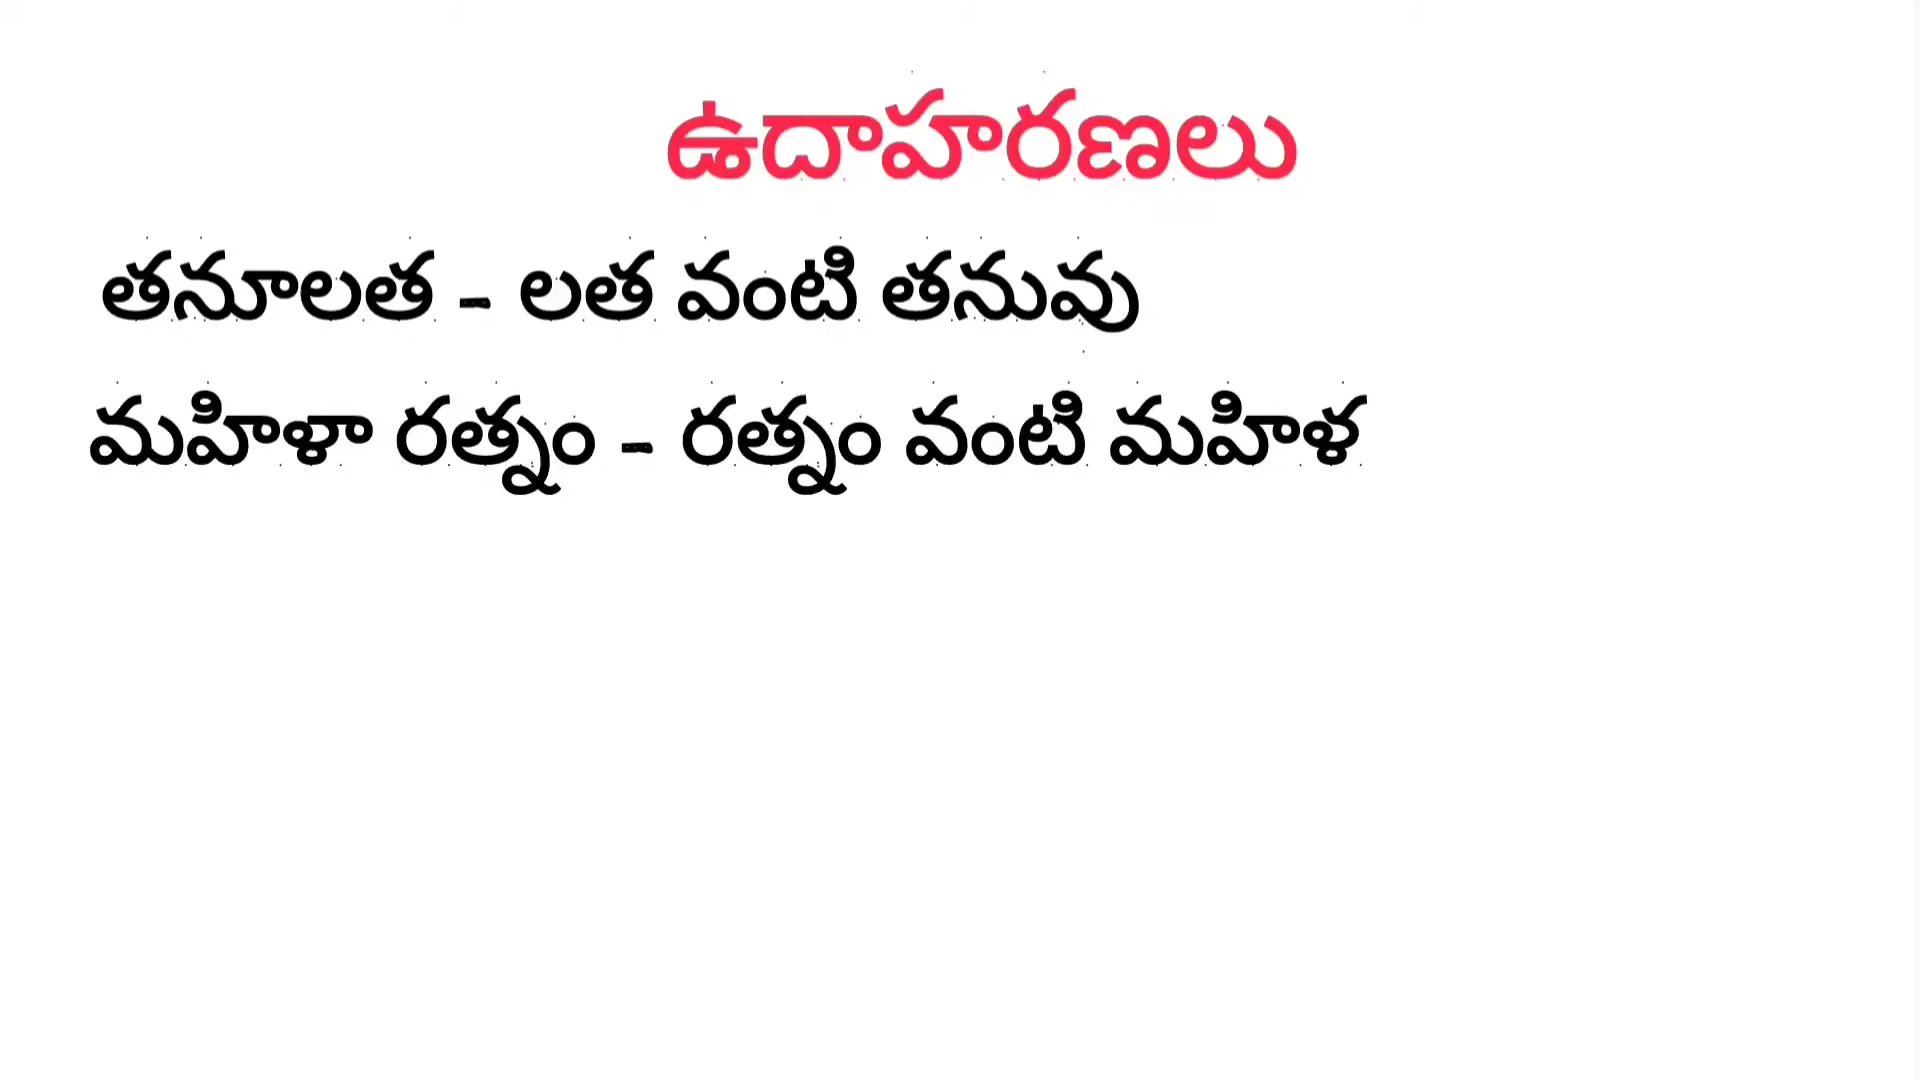 ఉదాహరణలు
తనూలత - లత వంటి తనువు
మహిళా రత్నం - రత్నం వంటి మహిళ